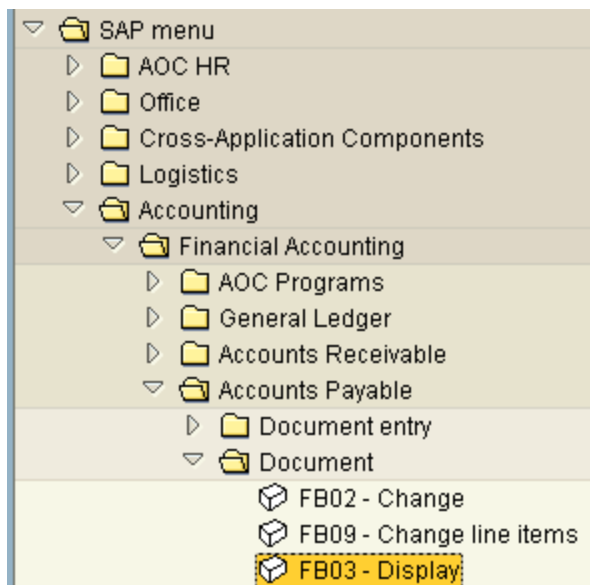 SAP menu
AOC HR
Office
Cross-Application Components
Logistics
Accounting
Financial Accounting
AOC Programs
General Ledger
Accounts Receivable
Accounts Payable
Document entry
Document
FB02 - Change
FB09 - Change line items
FB03 - Display